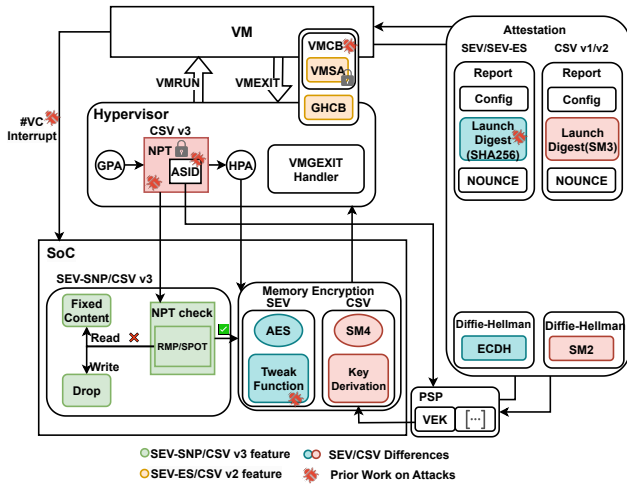 VM
VMCB
VMSA
GHCB
VMRUN
VMEXIT
#VC
Interrupt
Hypervisor
CSV v3
GPA
NPT
ASID
HPA
VMGEXIT
Handler
Attestation
SEV/SEV-ES
CSV v1/v2
Report
Config
Launch
Digest
(SHA256)
NOUNCE
Report
Config
Launch
Digest(SM3)
NOUNCE
Diffie-Hellman
ECDH
Diffie-Hellman
SM2
SoC
SEV-SNP/CSV v3
Fixed
Content
Read
Write
Drop
NPT check
RMP/SPOT
Memory Encryption
SEV
CSV
AES
SM4
Tweak
Function
Key
Derivation
PSP
VEK
[...]
SEV-SNP/CSV v3 feature
SEV/CSV Differences
SEV-ES/CSV v2 feature
Prior Work on Attacks